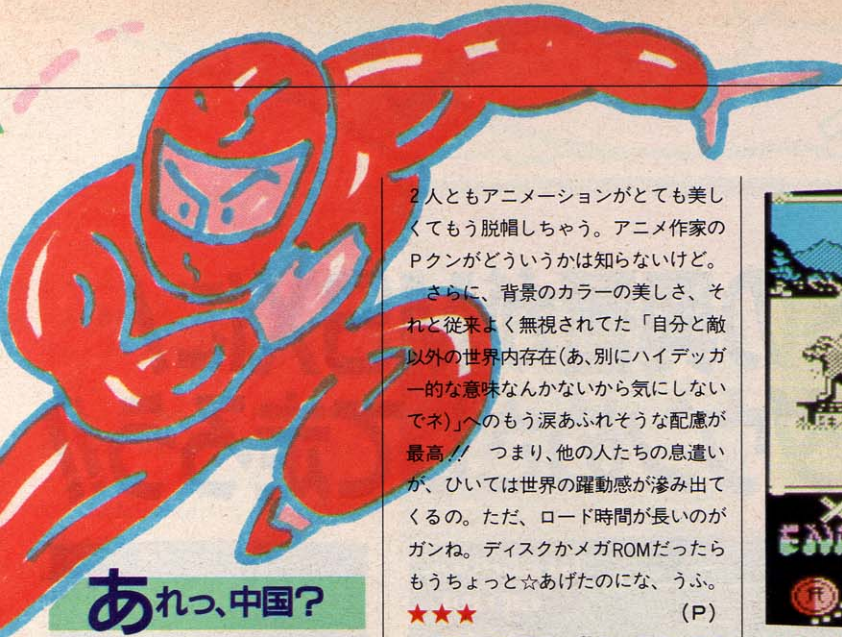 2人ともアニメーションがとても美し
くてもう脱帽しちゃう。アニメ作家の
Pクンがどういうかは知らないけど。
さらに、背景のカラーの美しさ、そ
れと従来よく無視されてた「自分と敵
以外の世界内存在(あ、別にハイデッガ
ー的な意味なんかないから気にしない
でネ)」へのもう涙あふれそうな配慮が
最高!! つまり、他の人たちの息遣い
が、ひいては世界の躍動感が滲み出て
くるの。ただ、ロード時間が長いのが
ガンね。ディスクかメガROMだったら
もうちょっと☆あげたのにな、うふ。
★★★ (P)
あれっ、中国?